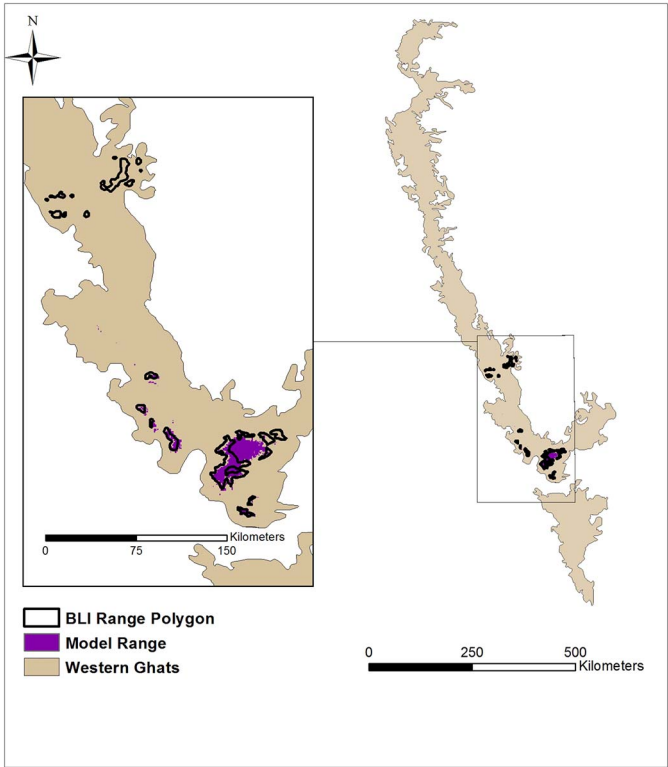 N
Kilometers
0 75 150
BLI Range Polygon
Model Range
Western Ghats
0 250 500
Kilometers